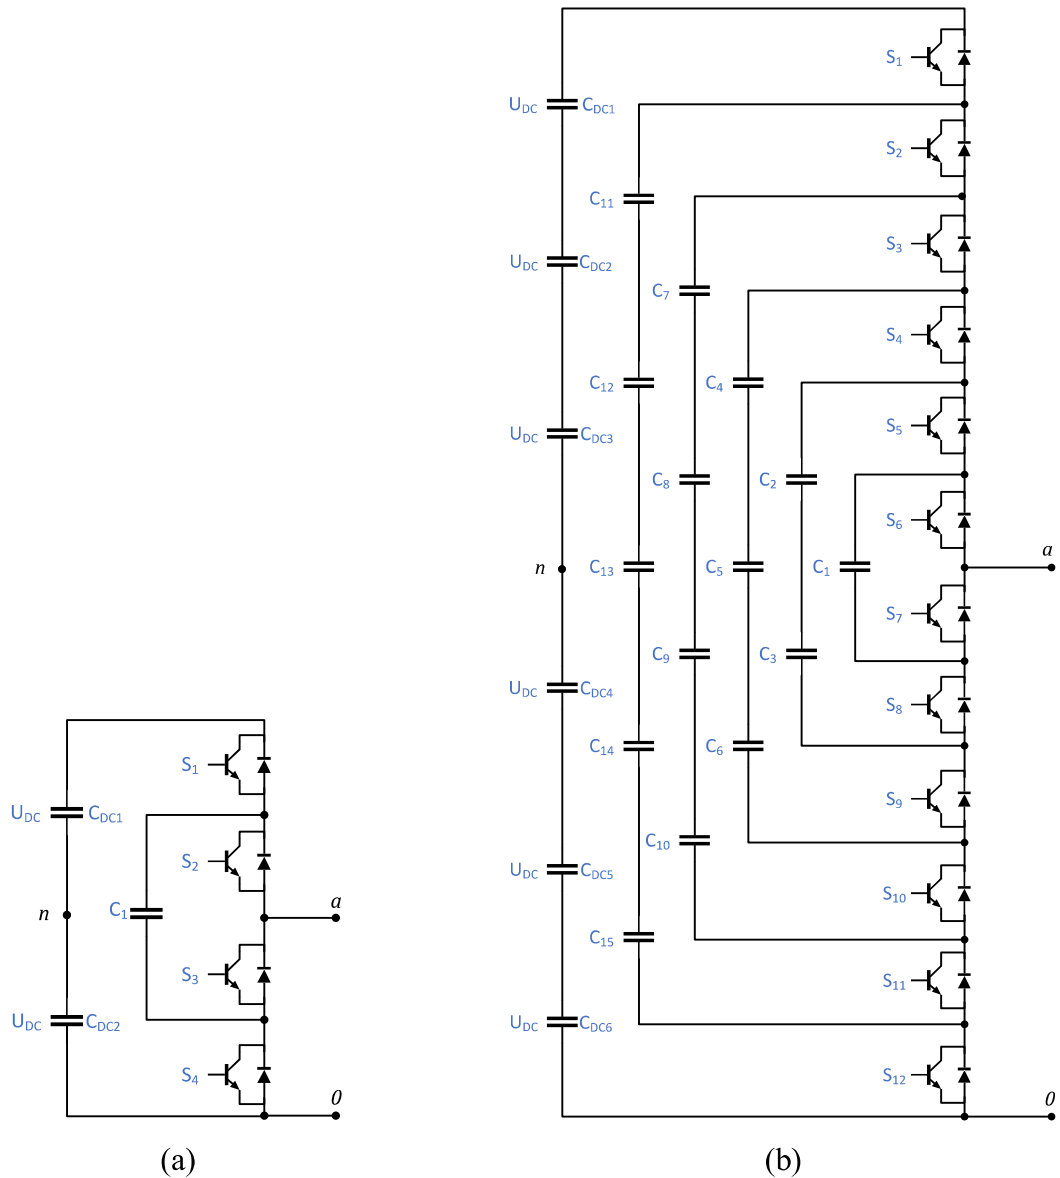 S1
UDC CDC1
S2
C11
S3
UDC CDC2
C7
S4
C12
C4
S5
UDC CDC3
C8
C2
S6
a
n
C13
C5
C1
S7
C9
C3
UDC CDC4
S8
C14
C6
S9
C10
UDC CDC5
S10
C15
S11
UDC CDC6
S12
0
(b)
S1
UDC CDC1
S2
a
n
C1
S3
UDC CDC2
S4
0
(a)